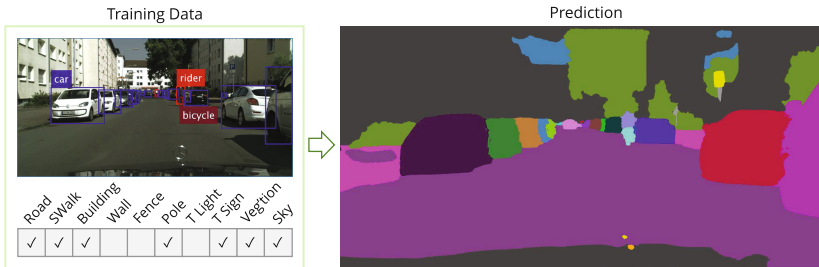 Training Data
Prediction
car
rider
bicycle
Road
SWalk
Building
Wall
Fence
Pole
T Light
T Sign
Veg'tion
Sky
✓ ✓ ✓ ✓ ✓ ✓ ✓